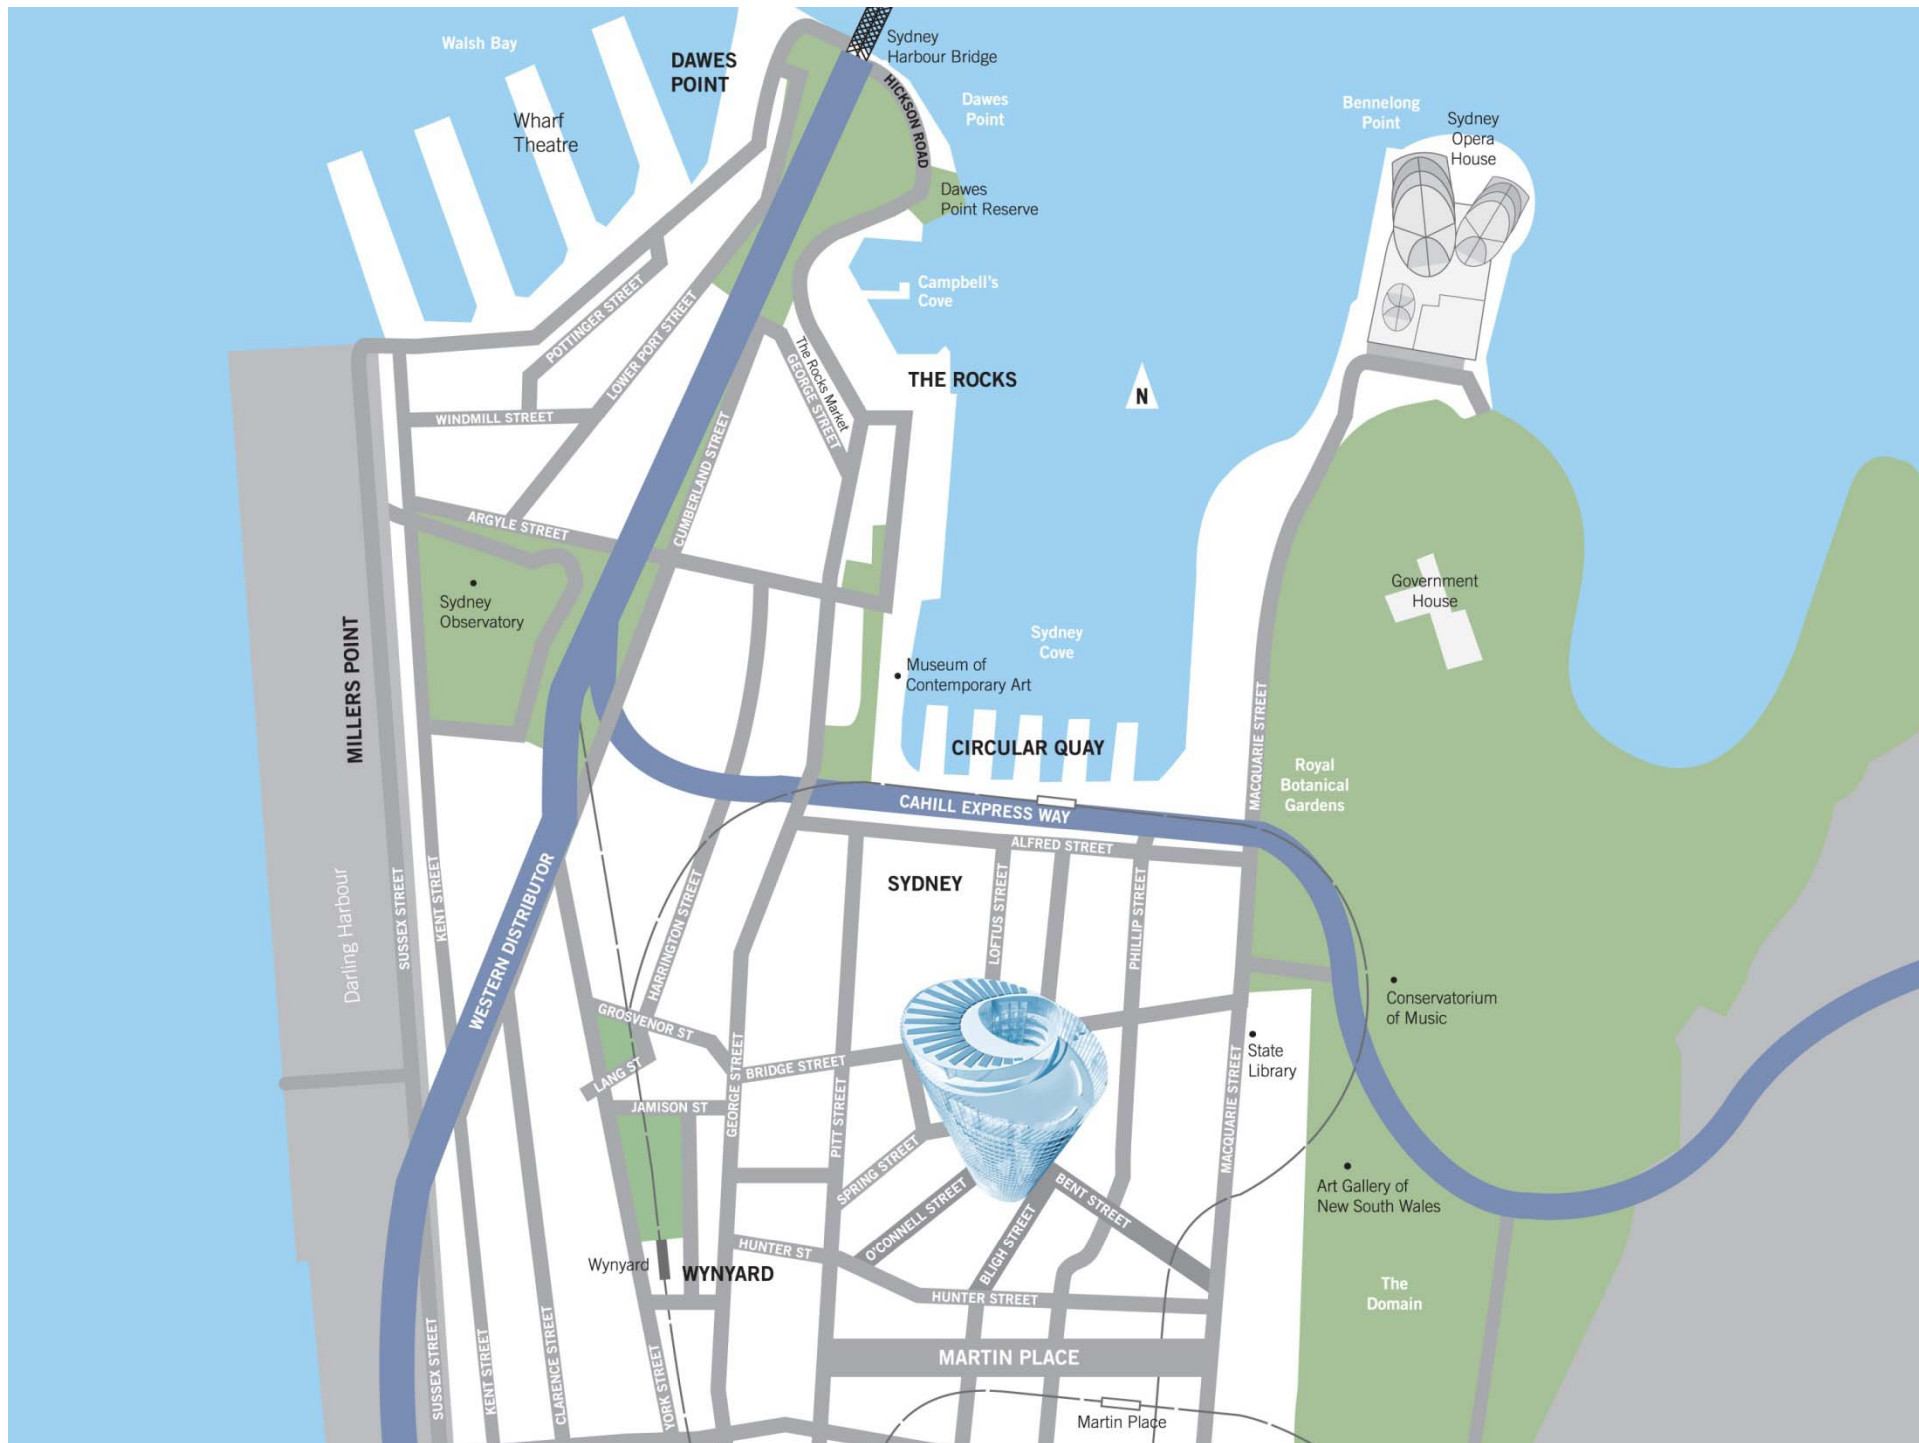 Walsh Bay
DAWES
POINT
Sydney
Harbour Bridge
HICKSON ROAD
Dawes
Point
Bennelong
Point
Sydney
Opera
House
Wharf
Theatre
Dawes
Point Reserve
Campbell's
Cove
POTTINGER STREET
LOWER PORT STREET
The Rocks Market
GEORGE STREET
THE ROCKS
N
WINDMILL STREET
CUMBERLAND STREET
ARGYLE STREET
Sydney
Observatory
Government
House
MILLERS POINT
Sydney
Cove
Museum of
Contemporary Art
CIRCULAR QUAY
MACQUARIE STREET
Royal
Botanical
Gardens
CAHILL EXPRESS WAY
ALFRED STREET
SYDNEY
Darling Harbour
SUSSEX STREET
KENT STREET
WESTERN DISTRIBUTOR
HARRINGTON STREET
LOFTUS STREET
PHILLIP STREET
Conservatorium
of Music
GROSVENOR ST
LANG ST
JAMISON ST
GEORGE STREET
BRIDGE STREET
PITT STREET
State
Library
MACQUARIE STREET
SPRING STREET
O'CONNELL STREET
BLIGH STREET
BENT STREET
Art Gallery of
New South Wales
Wynyard
WYNYARD
HUNTER ST
HUNTER STREET
The
Domain
MARTIN PLACE
SUSSEX STREET
KENT STREET
CLARENCE STREET
YORK STREET
Martin Place